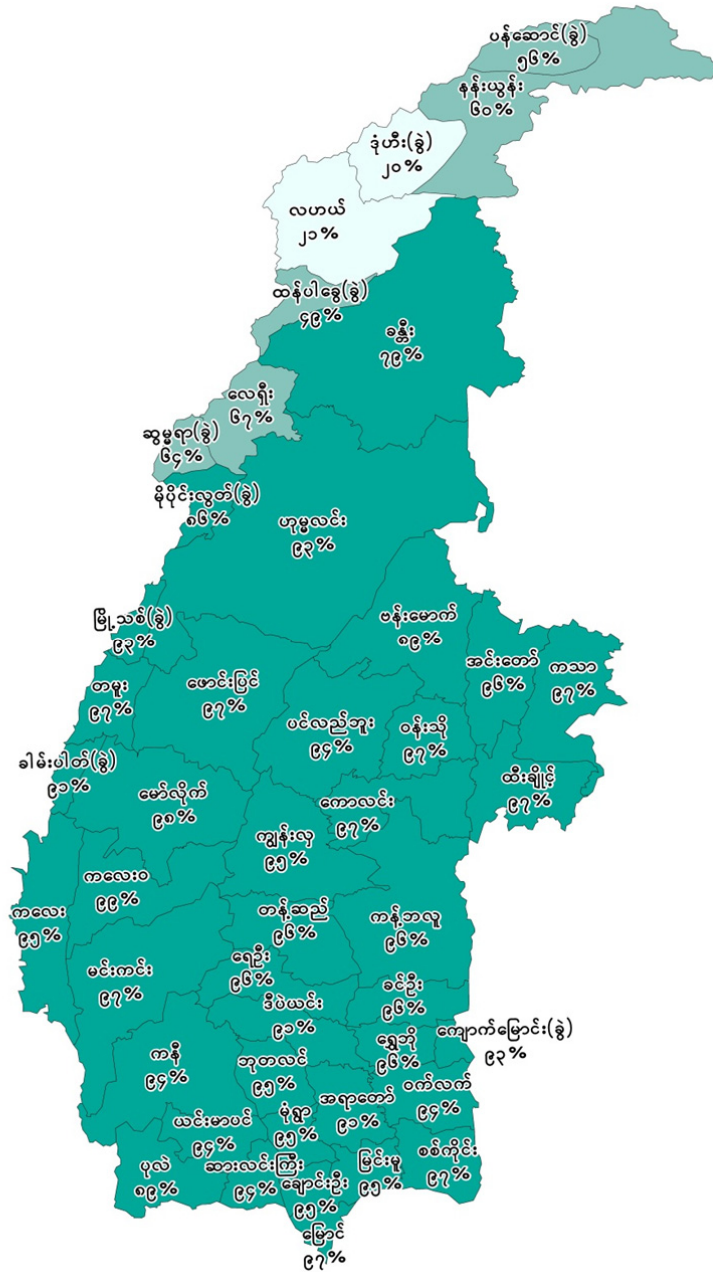 ပန်ဆောင်(ခွဲ)
၅၆%
နန်းယွန်း
၆၀%
ဒုံဟီး(ခွဲ)
၂၀%
လဟယ်
၂၁%
ထန်ပါခွေ(ခွဲ)
၄၉%
ခန္တီး
၇၉%
လေရှီး
၆၇%
ဆွမ္မရာ(ခွဲ)
၆၄%
မိုပိုင်းလွတ်(ခွဲ)
၈၆%
ဟုမ္မလင်း
၉၃%
မြို့သစ်(ခွဲ)
၉၃%
ဗန်းမောက်
၈၉%
အင်းတော်
၉၆%
ကသာ
၉၇%
တမူး
၉၇%
ဖောင်းပြင်
၉၇%
ပင်လည်ဘူး
၉၄%
ဝန်းသို
၉၇%
ခါမ်းပါတ်(ခွဲ)
၉၁%
မော်လိုက်
၉၈%
ကောလင်း
၉၇%
ထီးချိုင့်
၉၇%
ကျွန်းလှ
၉၅%
ကလေးဝ
၉၉%
ကလေး
၉၅%
တန့်ဆည်
၉၆%
ကန့်ဘလူ
၉၆%
မင်းကင်း
၉၇%
ရေဦး
၉၆%
ခင်ဦး
၉၆%
ဒီပဲယင်း
၉၁%
ရွှေဘို
၉၆%
ကျောက်မြောင်း(ခွဲ)
၉၃%
ကနီ
၉၄%
ဘုတလင်
၉၅%
ဝက်လက်
၉၄%
အရာတော်
၉၁%
မုံရွာ
၉၅%
ယင်းမာပင်
၉၄%
စစ်ကိုင်း
၉၇%
မြင်းမူ
၉၅%
ပုလဲ
၈၉%
ဆားလင်းကြီး
၉၄%
ချောင်းဦး
၉၅%
မြောင်
၉၇%